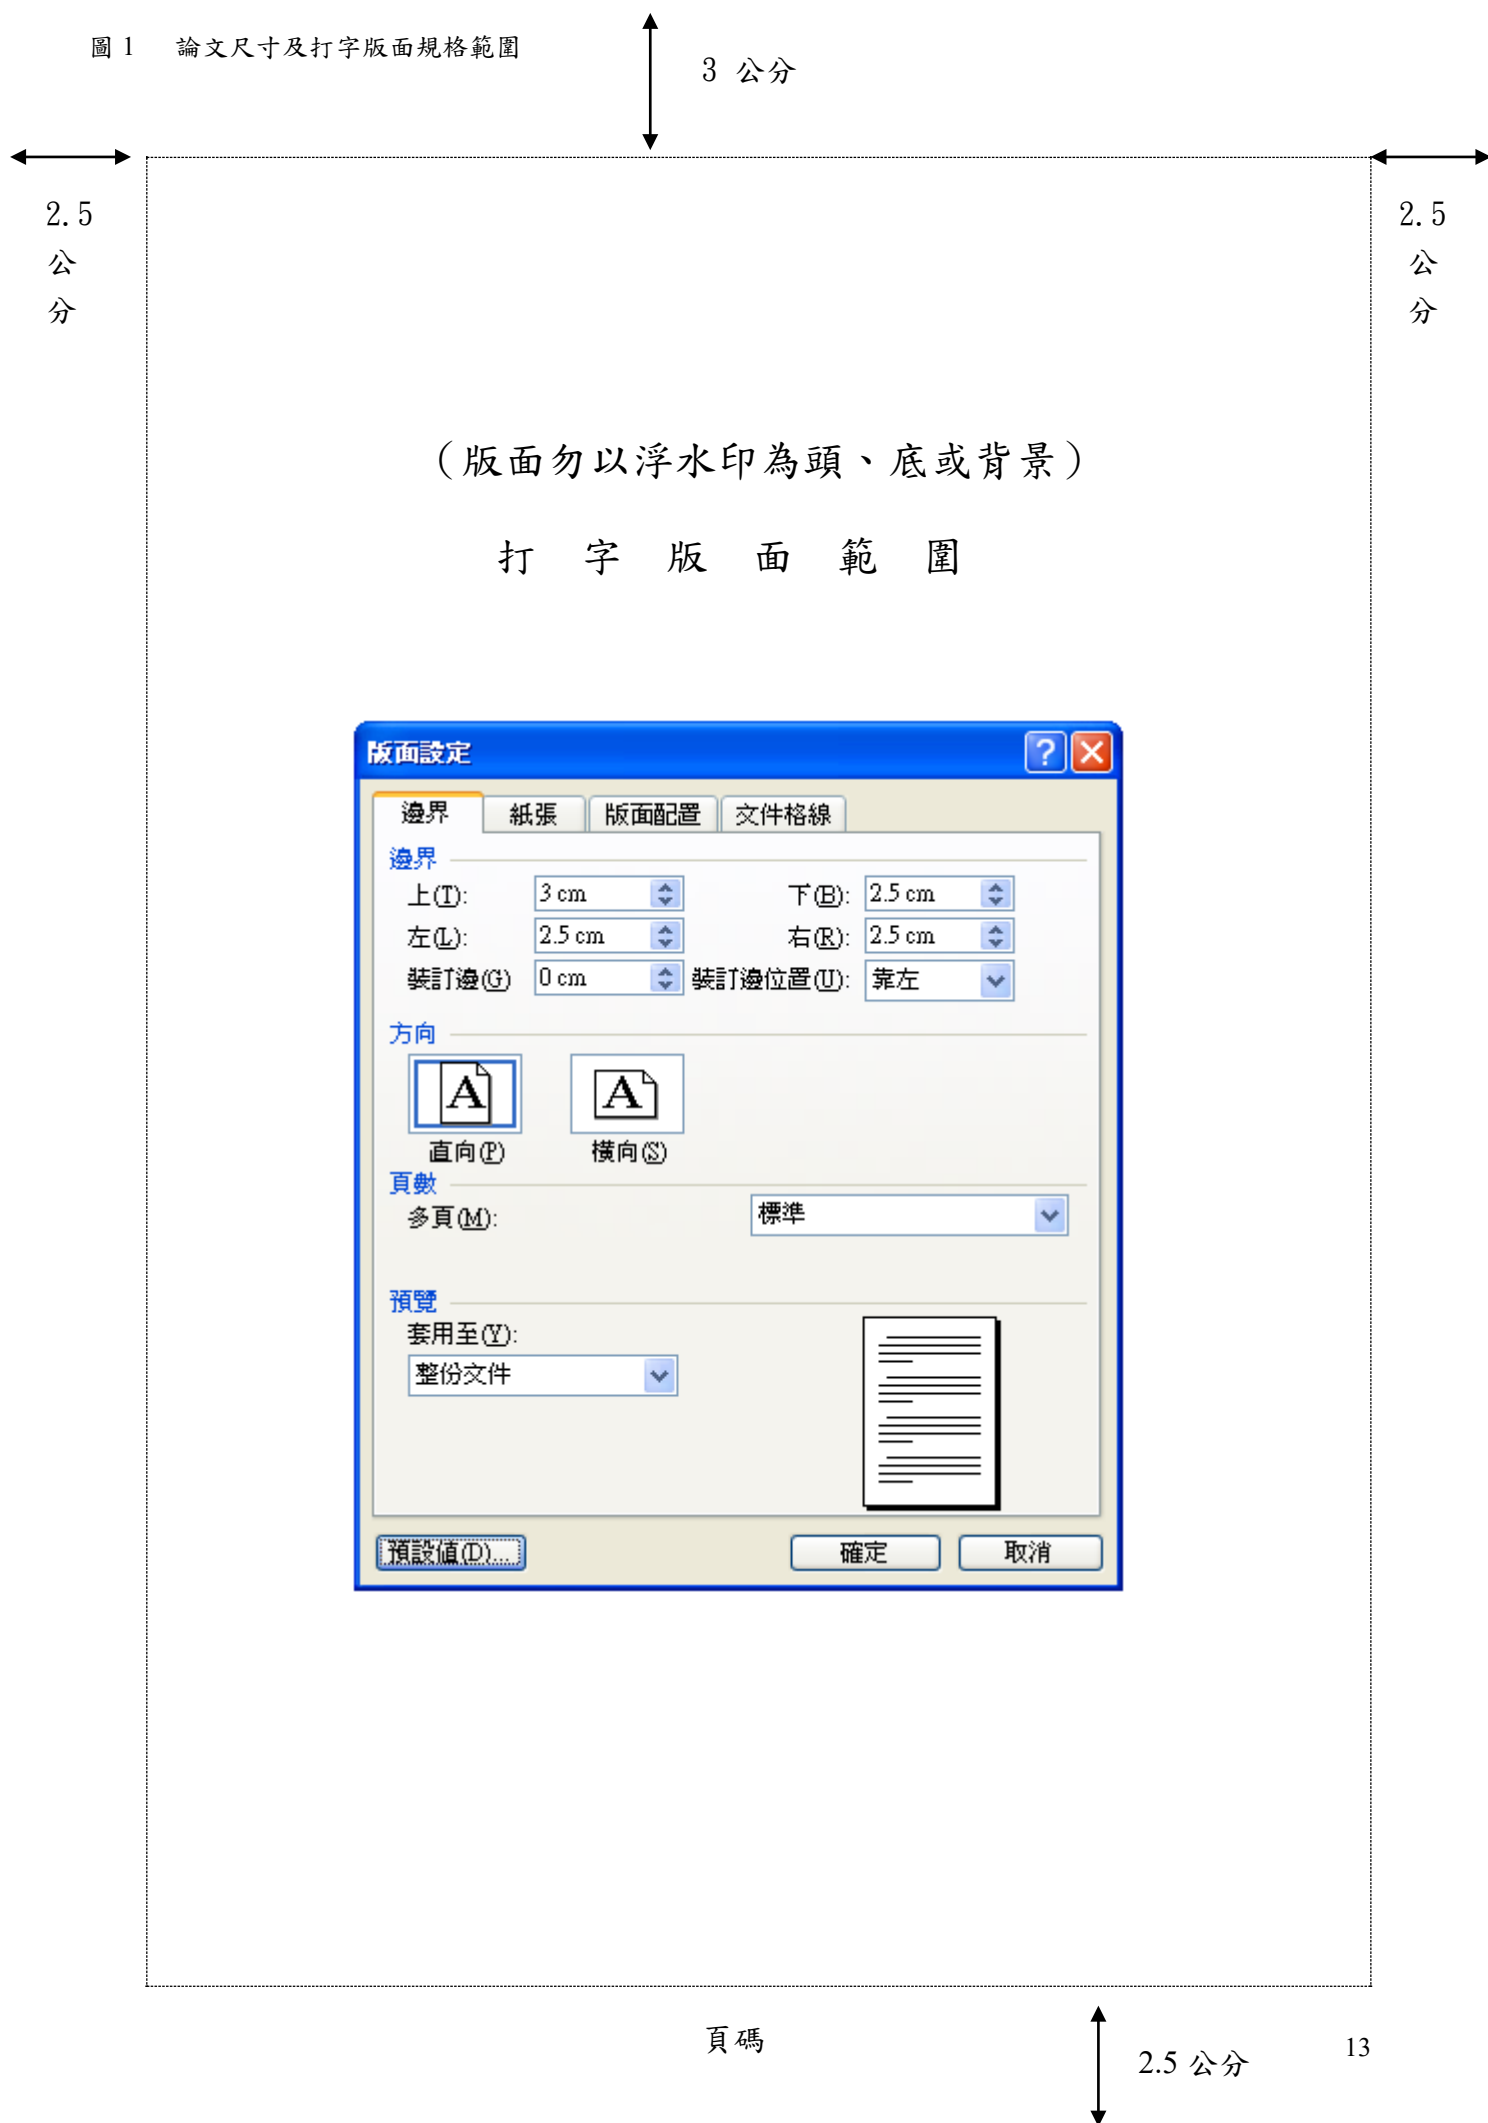 圖 1 論文尺寸及打字版面規格範圍
3 公分
2.5
公
分
2.5
公
分
（版面勿以浮水印為頭、底或背景）
打 字 版 面 範 圍
版面設定
邊界 紙張 版面配置 文件格線
邊界
上(T): 3 cm 下(B): 2.5 cm
左(L): 2.5 cm 右(R): 2.5 cm
裝訂邊(G) 0 cm 裝訂邊位置(U): 靠左
方向
A A
直向(P) 橫向(S)
頁數
多頁(M): 標準
預覽
套用至(Y):
整份文件
預設值(D)... 確定 取消
頁碼
2.5 公分
13